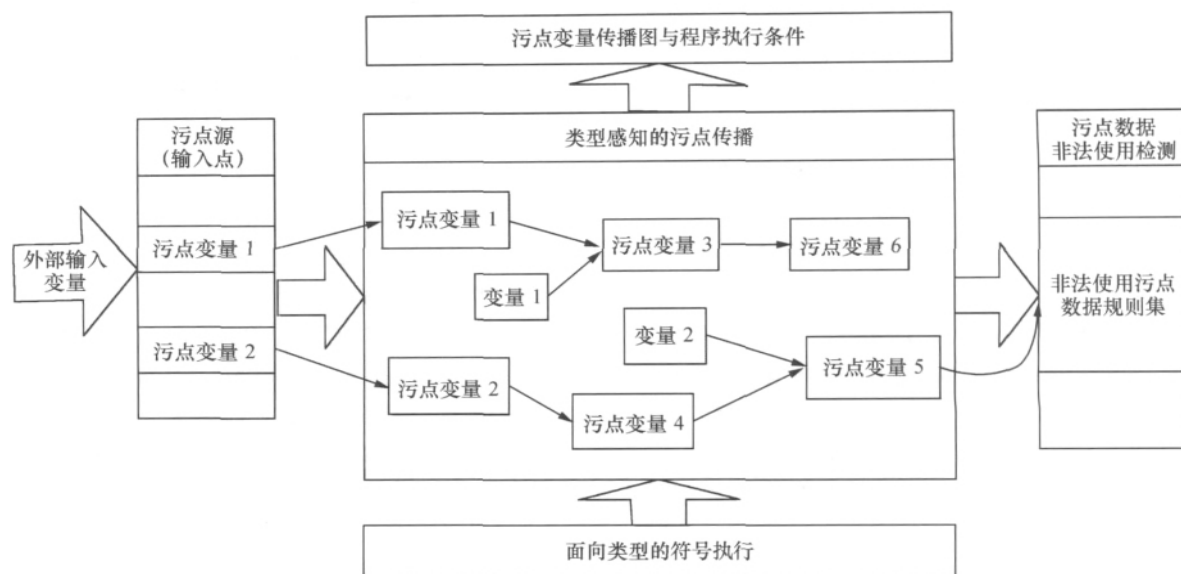 污点变量传播图与程序执行条件
污点源
(输入点)
类型感知的污点传播
污点数据
非法使用检测
外部输入
变量
污点变量 1
污点变量 2
污点变量 1
变量 1
污点变量 3
污点变量 6
变量 2
污点变量 2
污点变量 4
污点变量 5
非法使用污点
数据规则集
面向类型的符号执行